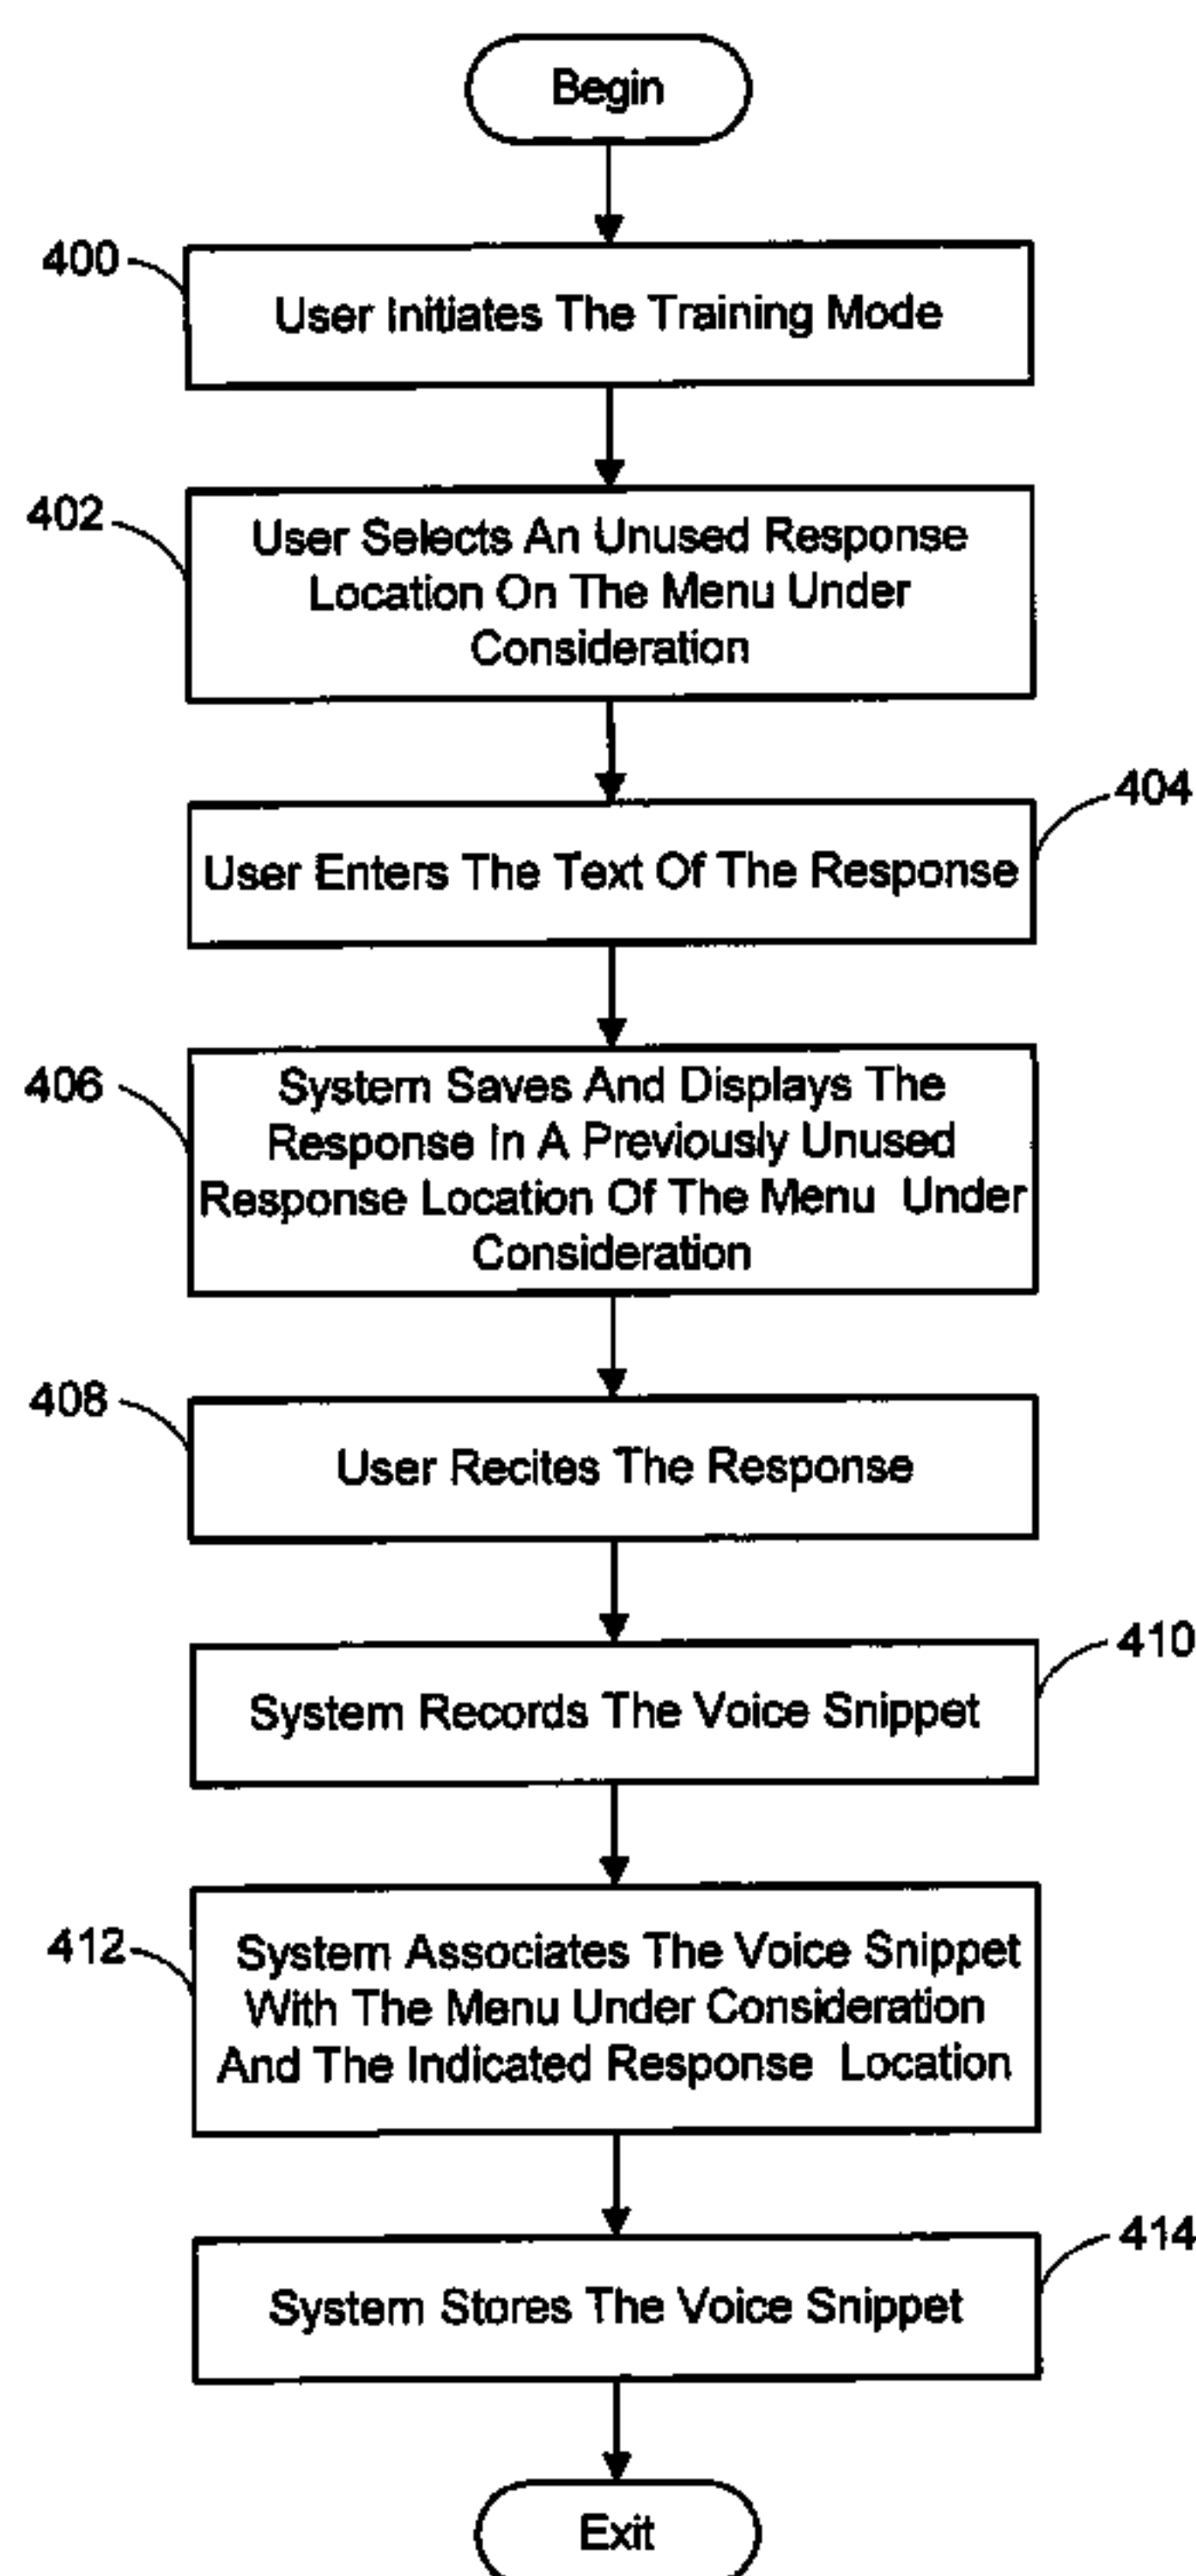 Begin
400
User Initiates The Training Mode
402
User Selects An Unused Response
Location On The Menu Under
Consideration
404
User Enters The Text Of The Response
406
System Saves And Displays The
Response In A Previously Unused
Response Location Of The Menu Under
Consideration
408
User Recites The Response
410
System Records The Voice Snippet
412
System Associates The Voice Snippet
With The Menu Under Consideration
And The Indicated Response Location
414
System Stores The Voice Snippet
Exit